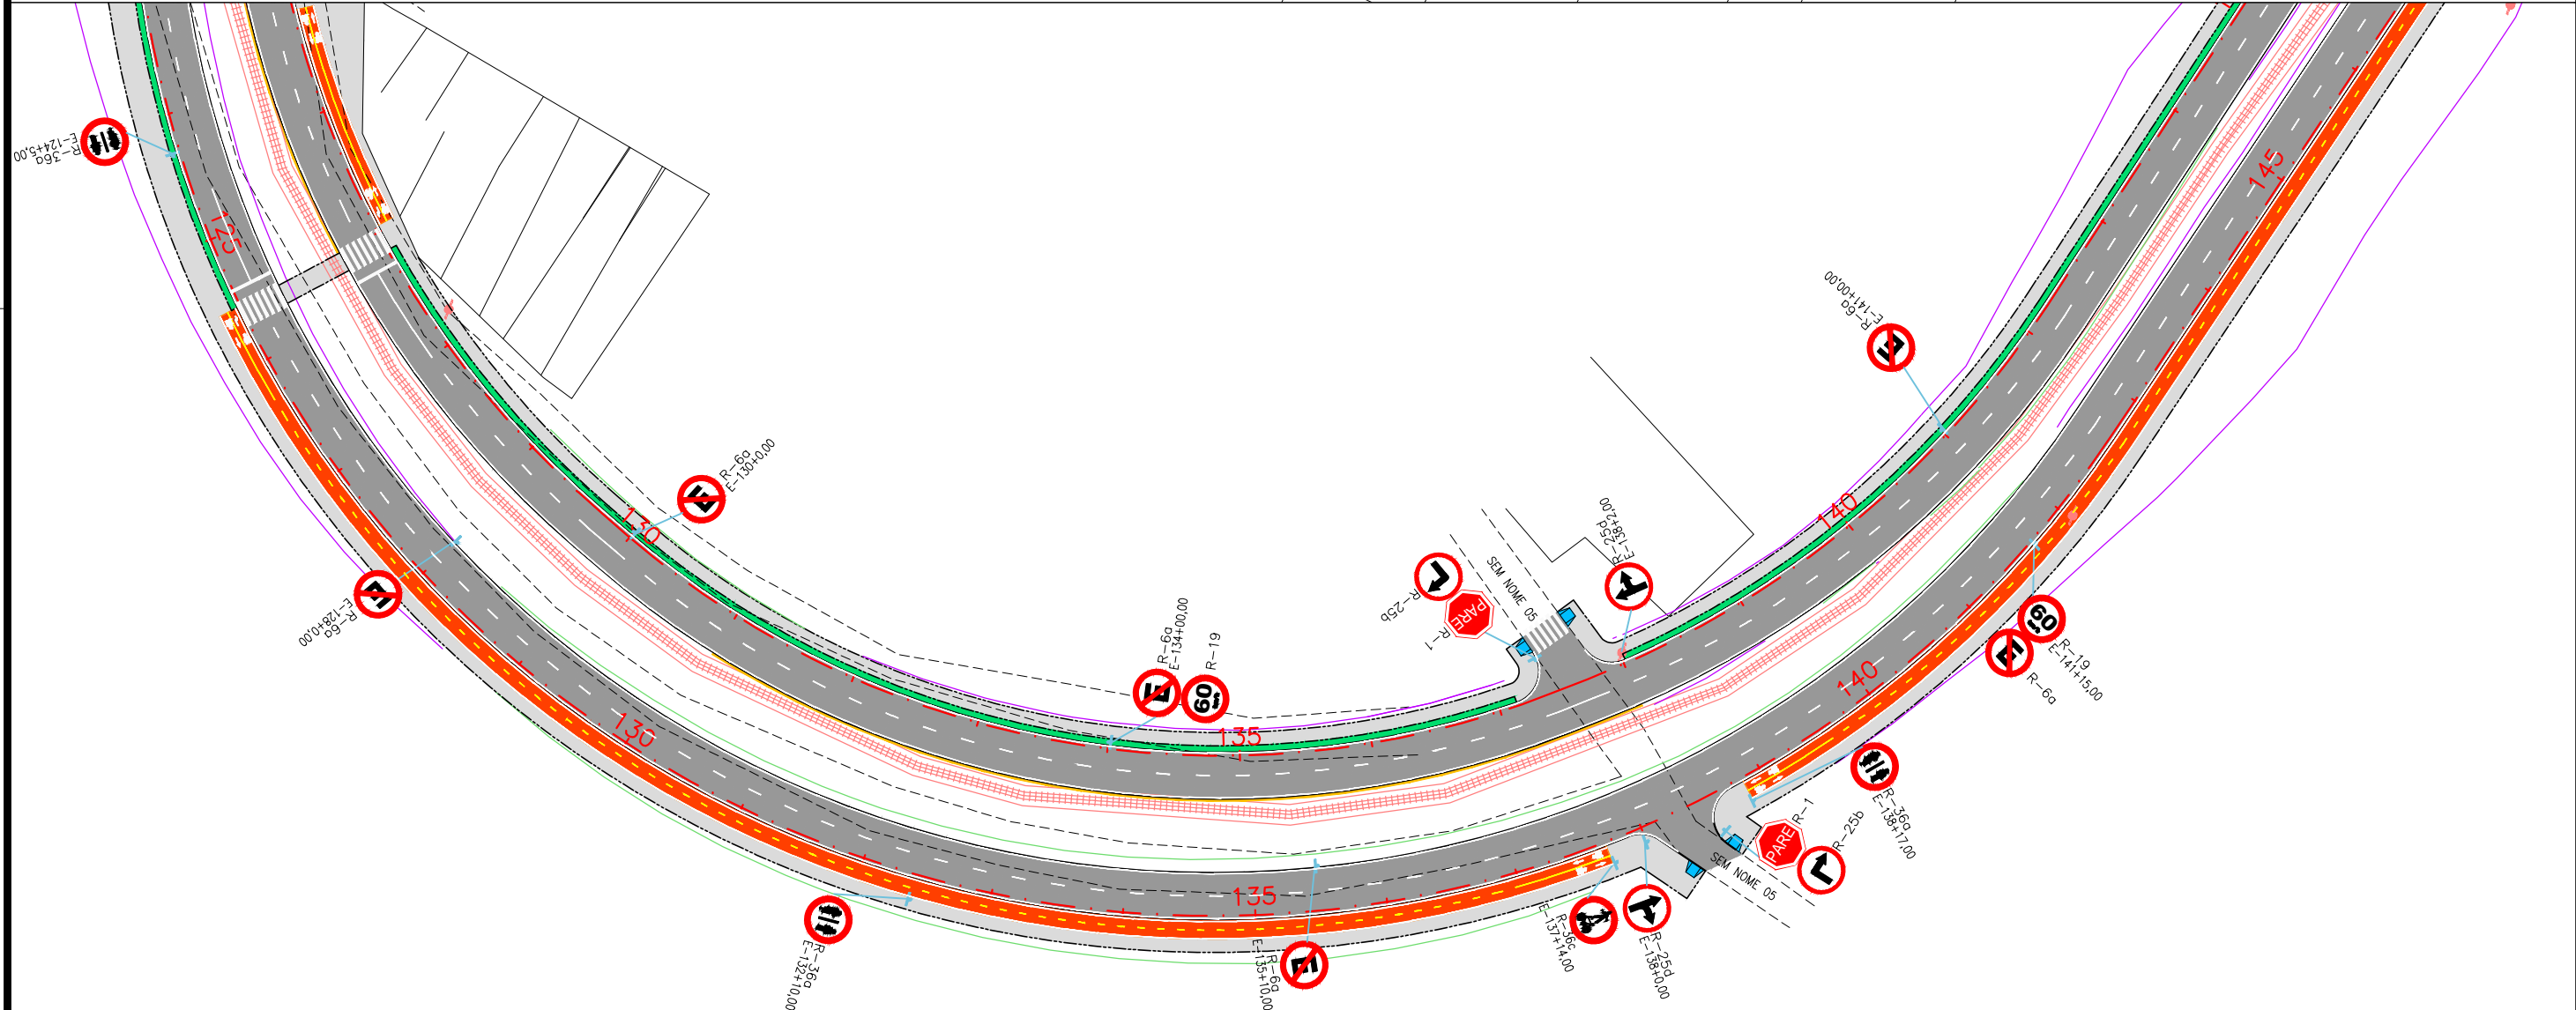 R-36a
E-124+5,00
125
R-6a
E-130+0,00
130
R-6a
E-128+0,00
130
R-6a
E-134+00,00
R-19
60
135
R-36a
E-132+10,00
135
R-6a
E-135+10,00
R-25b
PARE
R-1
SEM NOME 05
R-25d
E-138+2,00
R-36c
E-137+14,00
R-25d
E-138+0,00
SEM NOME 05
PARE
R-1
R-25b
R-36a
E-138+17,00
140
140
R-6a
E-141+00,00
60
R-19
E-141+15,00
R-6a
145